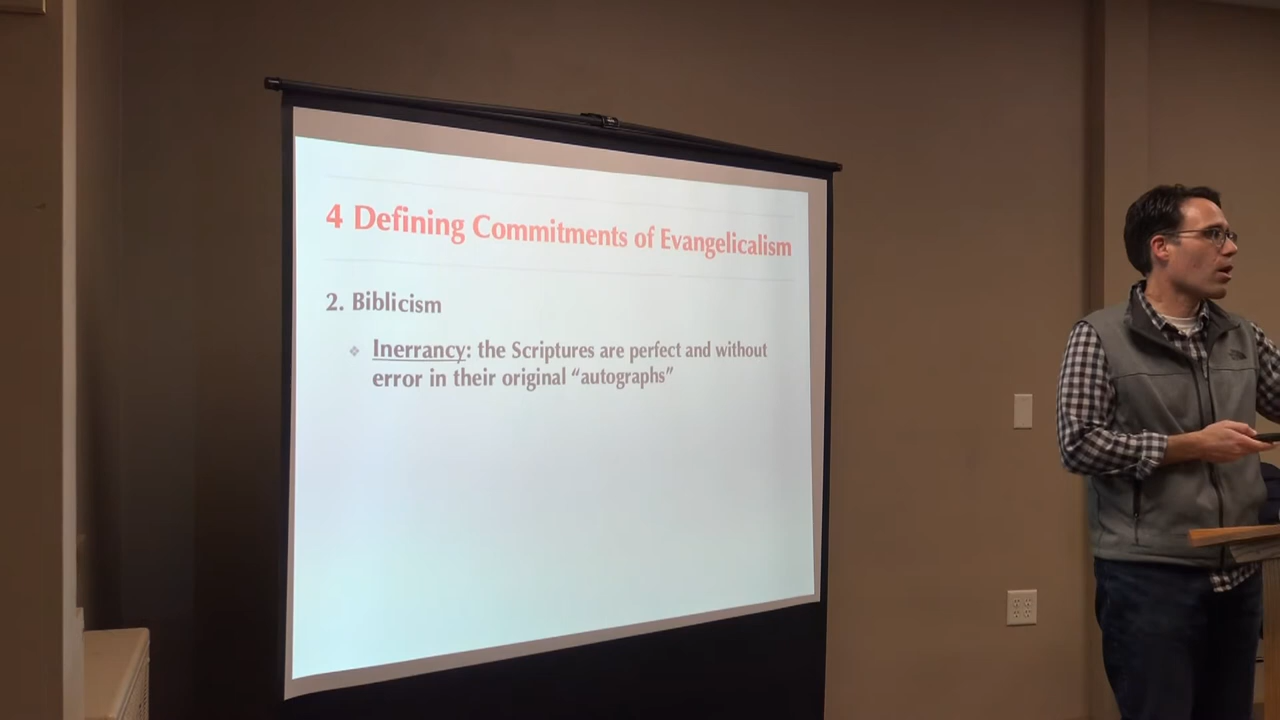 4 Defining Commitments of Evangelicalism
2. Biblicism
Inerrancy: the Scriptures are perfect and without
error in their original “autographs”